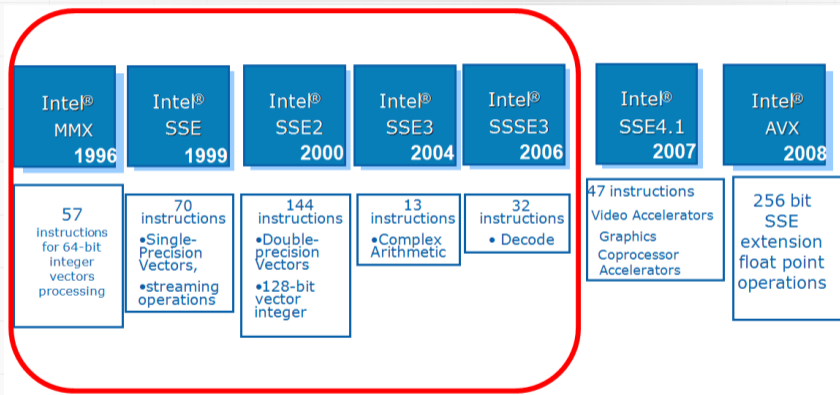 Intel®
MMX
1996
57
instructions
for 64-bit
integer
vectors
processing
Intel®
SSE
1999
70
instructions
•Single-
Precision
Vectors,
•streaming
operations
Intel®
SSE2
2000
144
instructions
•Double-
precision
Vectors
•128-bit
vector
integer
Intel®
SSE3
2004
13
instructions
•Complex
Arithmetic
Intel®
SSSE3
2006
32
instructions
• Decode
Intel®
SSE4.1
2007
47 instructions
Video Accelerators
Graphics
Coprocessor
Accelerators
Intel®
AVX
2008
256 bit
SSE
extension
float point
operations